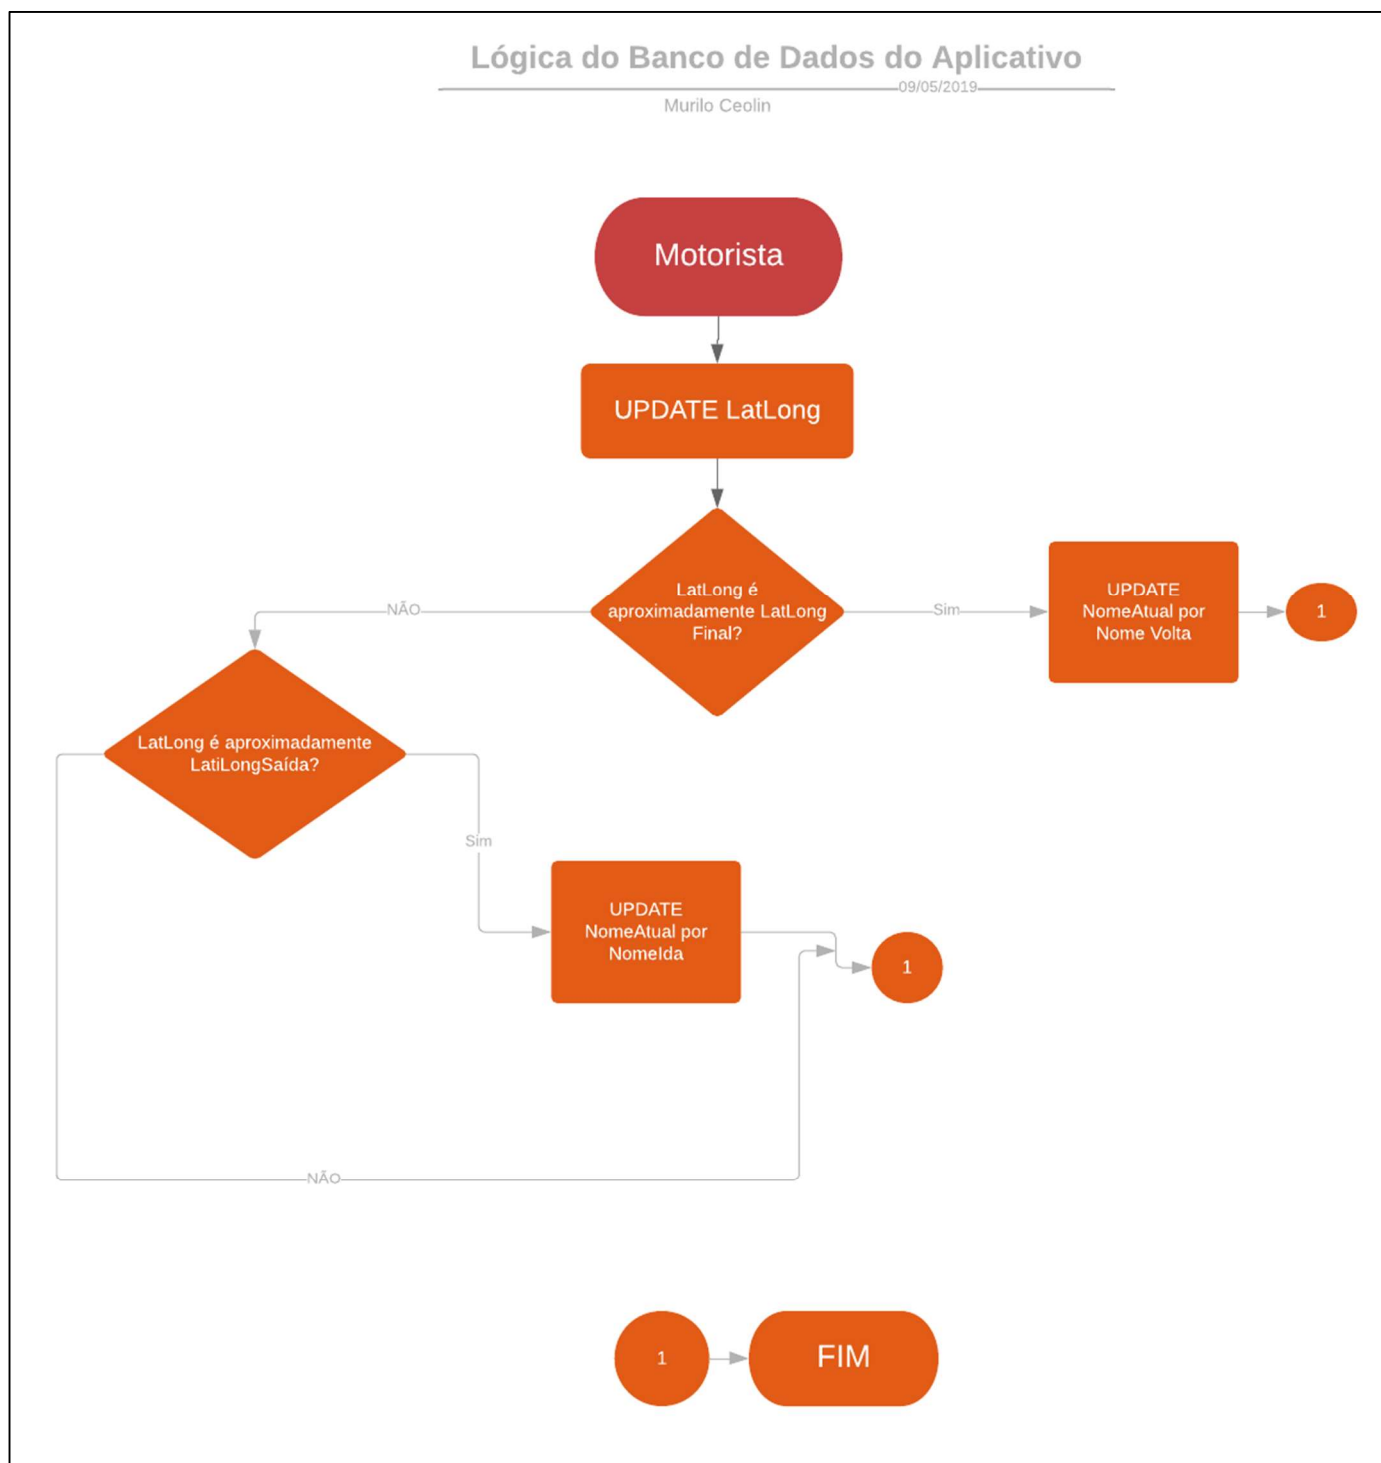 Lógica do Banco de Dados do Aplicativo
09/05/2019
Murilo Ceolin
Motorista
UPDATE LatLong
LatLong é
aproximadamente LatLong
Final?
NÃO
Sim
UPDATE
NomeAtual por
Nome Volta
1
LatLong é aproximadamente
LatiLongSaída?
Sim
UPDATE
NomeAtual por
NomeIda
1
NÃO
1
FIM